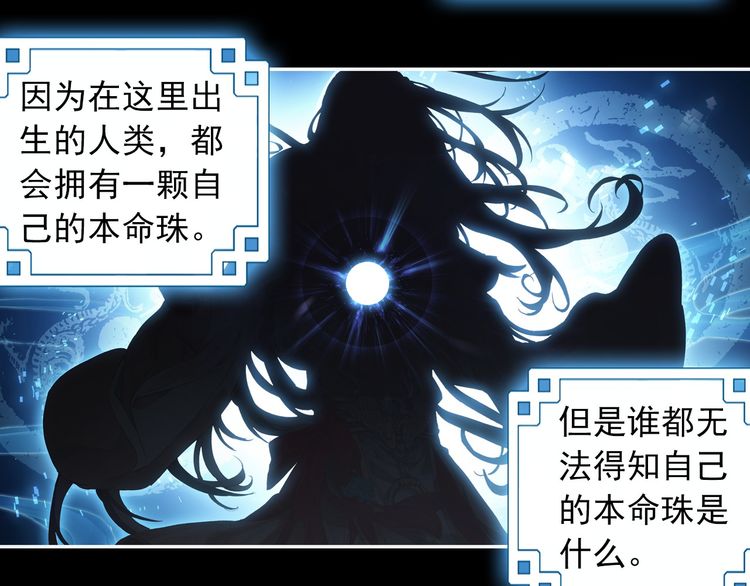 因为在这里出
生的人类，都
会拥有一颗自
己的本命珠。
但是谁都无
法得知自己
的本命珠是
什么。